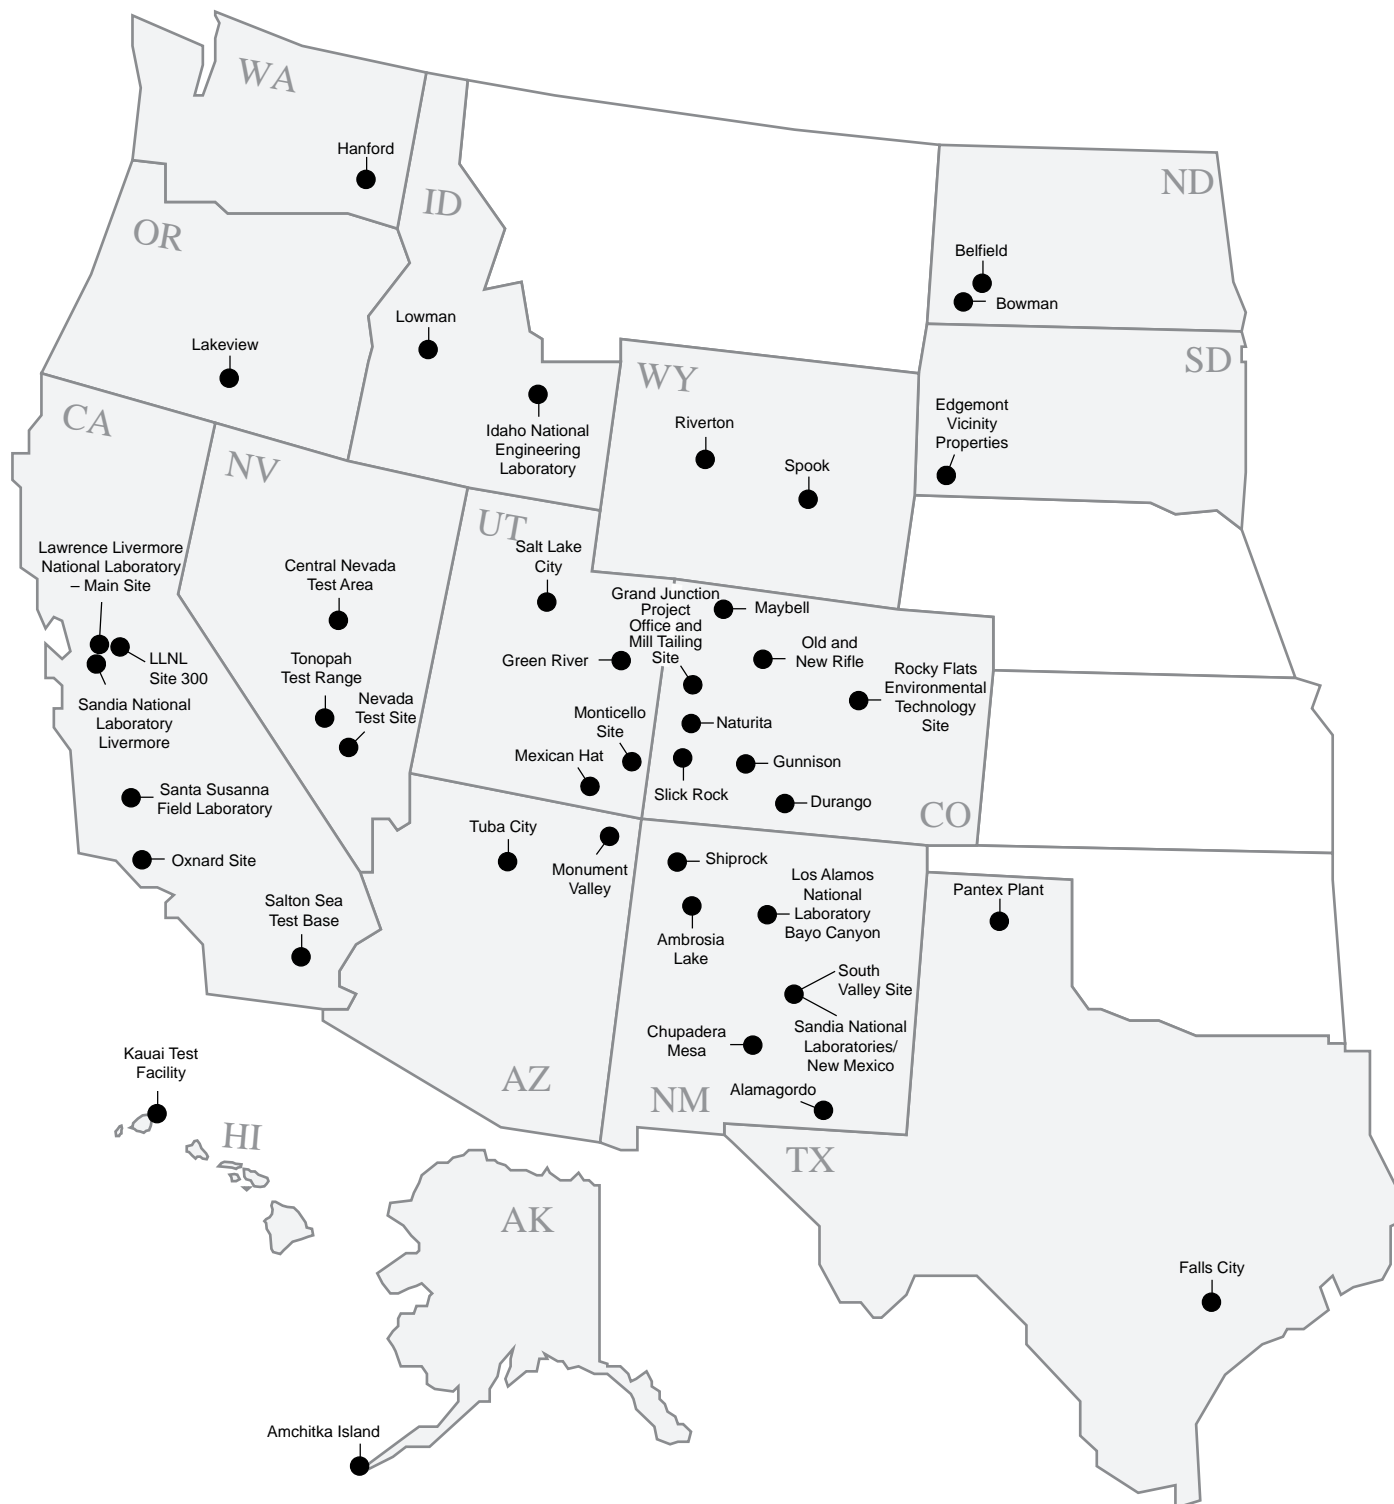 WA
Hanford
ID
ND
OR
Belfield
Bowman
Lowman
Lakeview
WY
SD
CA
Edgemont
Vicinity
Properties
Riverton
Idaho National
Engineering
Laboratory
NV
Spook
UT
Salt Lake
City
Lawrence Livermore
National Laboratory
– Main Site
Central Nevada
Test Area
Grand Junction
Project
Office and
Mill Tailing
Site
Maybell
Old and
New Rifle
LLNL
Site 300
Tonopah
Test Range
Green River
Rocky Flats
Environmental
Technology
Site
Sandia National
Laboratory
Livermore
Nevada
Test Site
Monticello
Site
Naturita
Mexican Hat
Gunnison
Slick Rock
Santa Susanna
Field Laboratory
Durango
CO
Tuba City
Oxnard Site
Monument
Valley
Shiprock
Los Alamos
National
Laboratory
Bayo Canyon
Pantex Plant
Salton Sea
Test Base
Ambrosia
Lake
South
Valley Site
Sandia National
Laboratories/
New Mexico
Chupadera
Mesa
Kauai Test
Facility
AZ
NM
Alamagordo
HI
TX
AK
Falls City
Amchitka Island